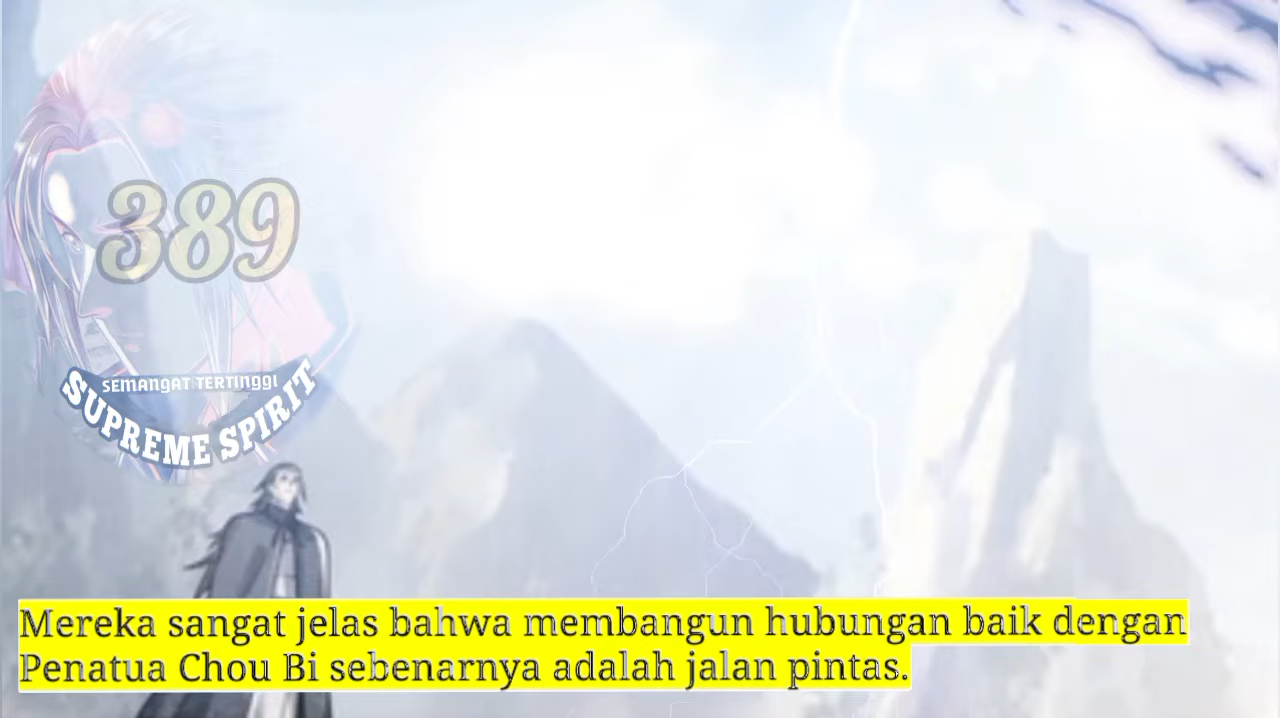 389
SEMANGAT TERTINGGI
SUPREME SPIRIT
Mereka sangat jelas bahwa membangun hubungan baik dengan
Penatua Chou Bi sebenarnya adalah jalan pintas.